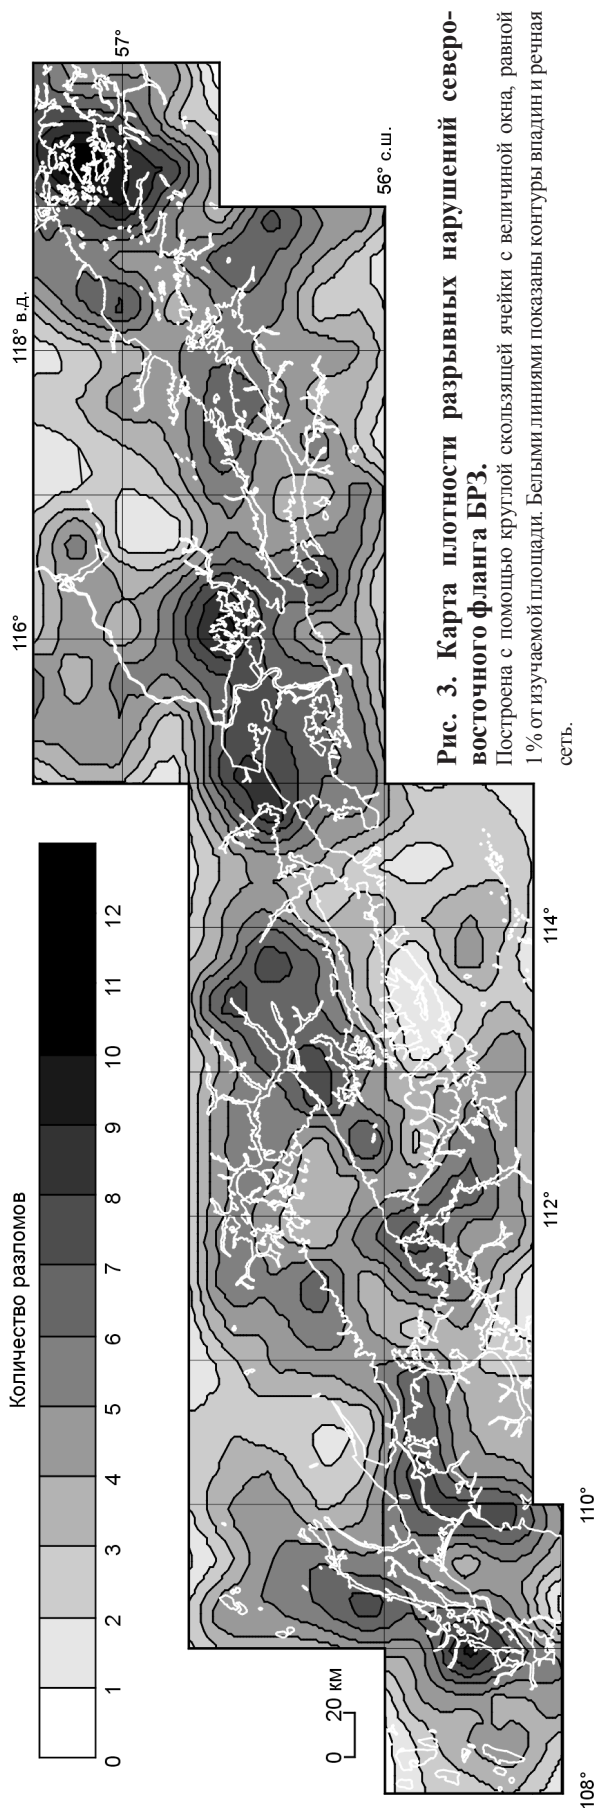 Количество разломов
0 1 2 3 4 5 6 7 8 9 10 11 12
0 20 км
108°
110°
112°
114°
116°
118° в.д.
57°
56° с.ш.
Рис. 3. Карта плотности разрывных нарушений северо-
восточного фланга БРЗ.
Построена с помощью круглой скользящей ячейки с величиной окна, равной
1 % от изучаемой площади. Белыми линиями показаны контуры впадин и речная
сеть.